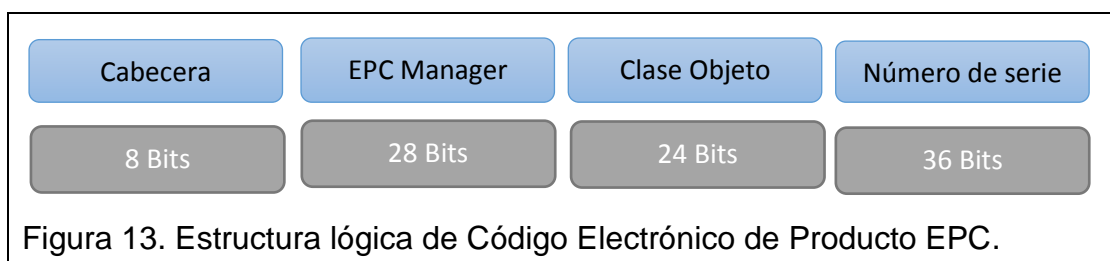 Cabecera EPC Manager Clase Objeto Número de serie
8 Bits 28 Bits 24 Bits 36 Bits
Figura 13. Estructura lógica de Código Electrónico de Producto EPC.